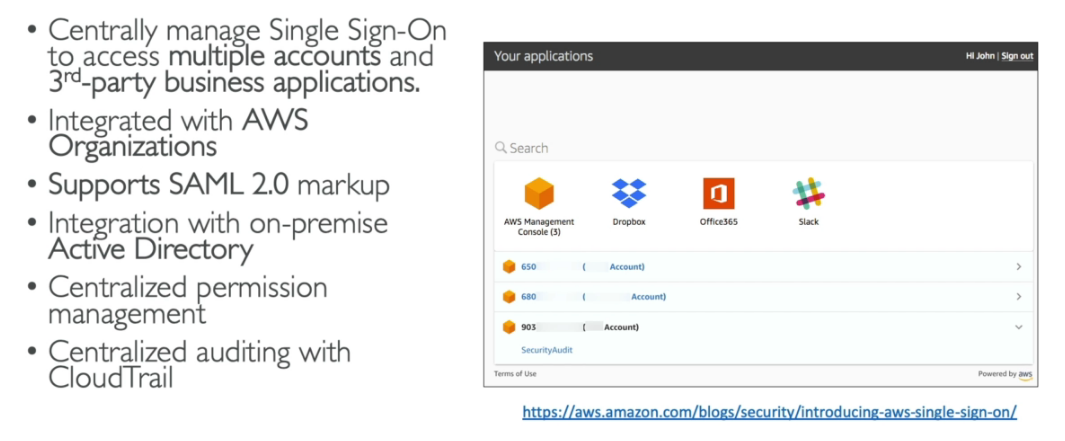 • Centrally manage Single Sign-On
to access multiple accounts and
3rd-party business applications.
• Integrated with AWS
Organizations
• Supports SAML 2.0 markup
• Integration with on-premise
Active Directory
• Centralized permission
management
• Centralized auditing with
CloudTrail
Your applications
Hi John | Sign out
Search
AWS Management
Console (3)
Dropbox
Office365
Slack
650 ( Account)
680 ( Account)
903 ( Account)
SecurityAudit
Terms of Use
Powered by aws
https://aws.amazon.com/blogs/security/introducing-aws-single-sign-on/